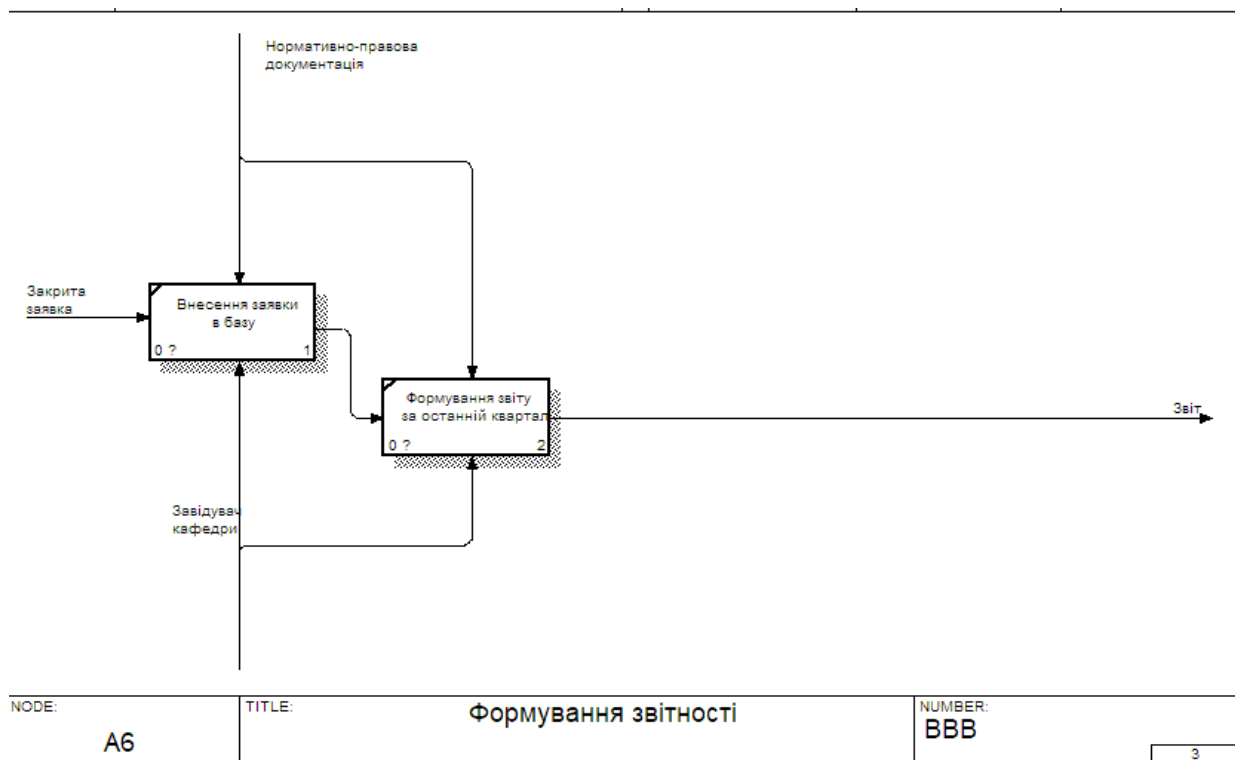 Нормативно-правова
документація
Закрита
заявка
Внесення заявки
в базу
0 ?
1
Формування звіту
за останній квартал
0 ?
2
Звіт
Завідувач
кафедри
NODE:
A6
TITLE:
Формування звітності
NUMBER:
BBB
3